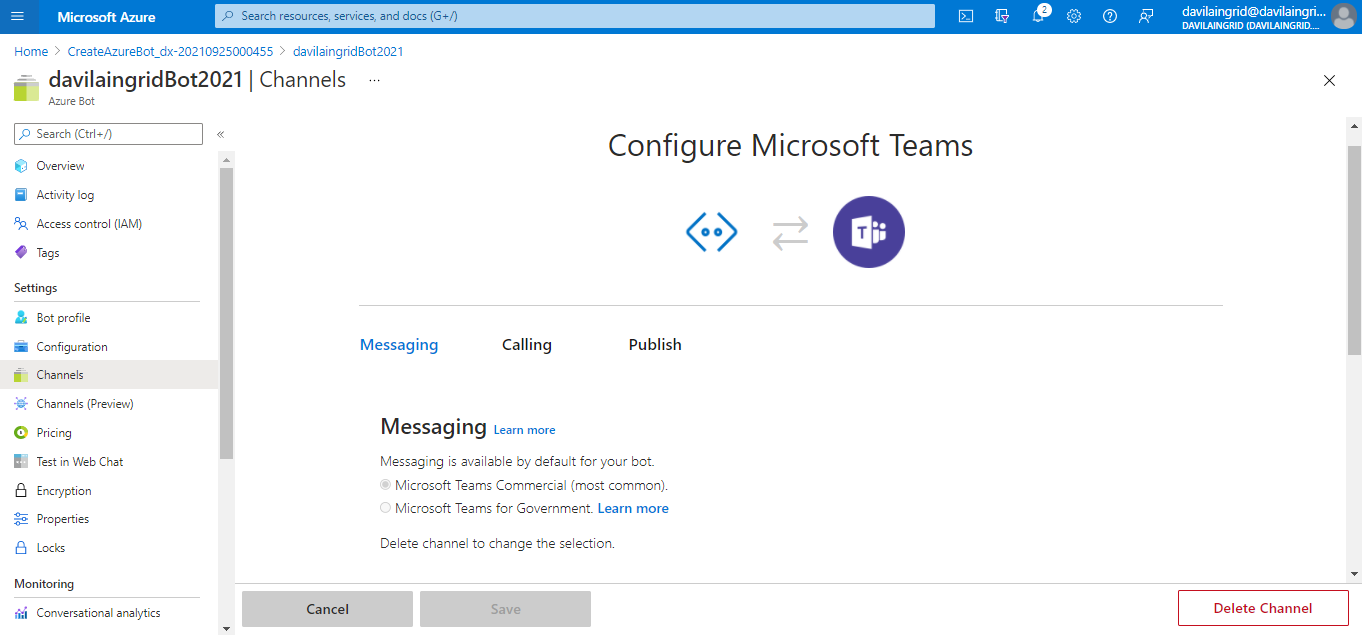 Microsoft Azure
Search resources, services, and docs (G+/)
2
davilaingrid@davilaingri...
DAVILAINGRID (DAVILAINGRID....
Home > CreateAzureBot_dx-20210925000455 > davilaingridBot2021
davilaingridBot2021 | Channels ...
Azure Bot
Search (Ctrl+/)
«
Overview
Activity log
Access control (IAM)
Tags
Settings
Bot profile
Configuration
Channels
Channels (Preview)
Pricing
Test in Web Chat
Encryption
Properties
Locks
Monitoring
Conversational analytics
Configure Microsoft Teams
T
Messaging Calling Publish
Messaging Learn more
Messaging is available by default for your bot.
Microsoft Teams Commercial (most common).
Microsoft Teams for Government. Learn more
Delete channel to change the selection.
Cancel Save Delete Channel